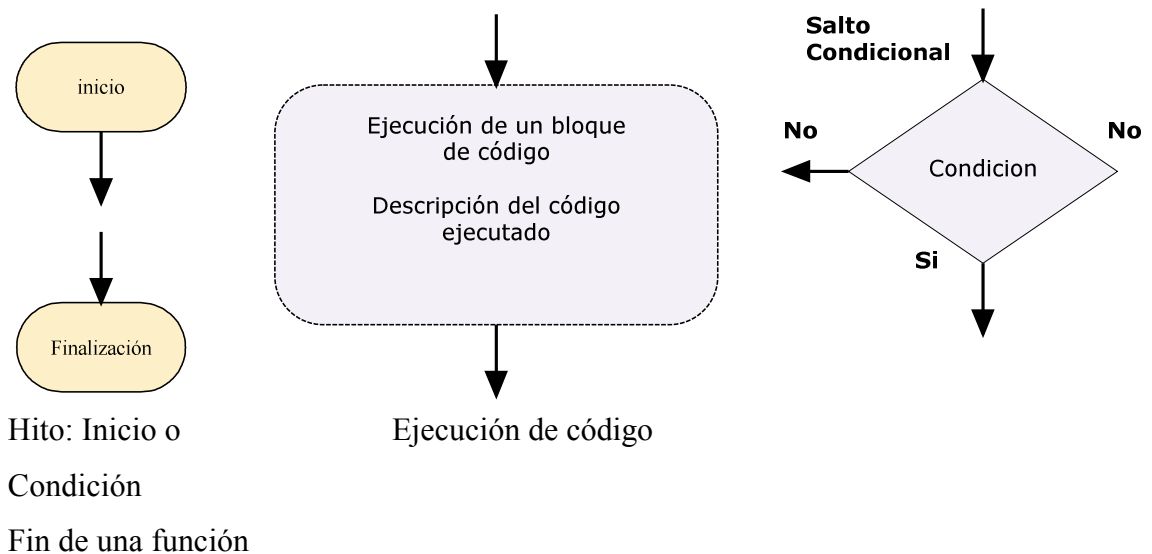 inicio
Finalización
Ejecución de un bloque
de código
Descripción del código
ejecutado
Salto
Condicional
No
No
Condicion
Si
Hito: Inicio o
Ejecución de código
Condición
Fin de una función